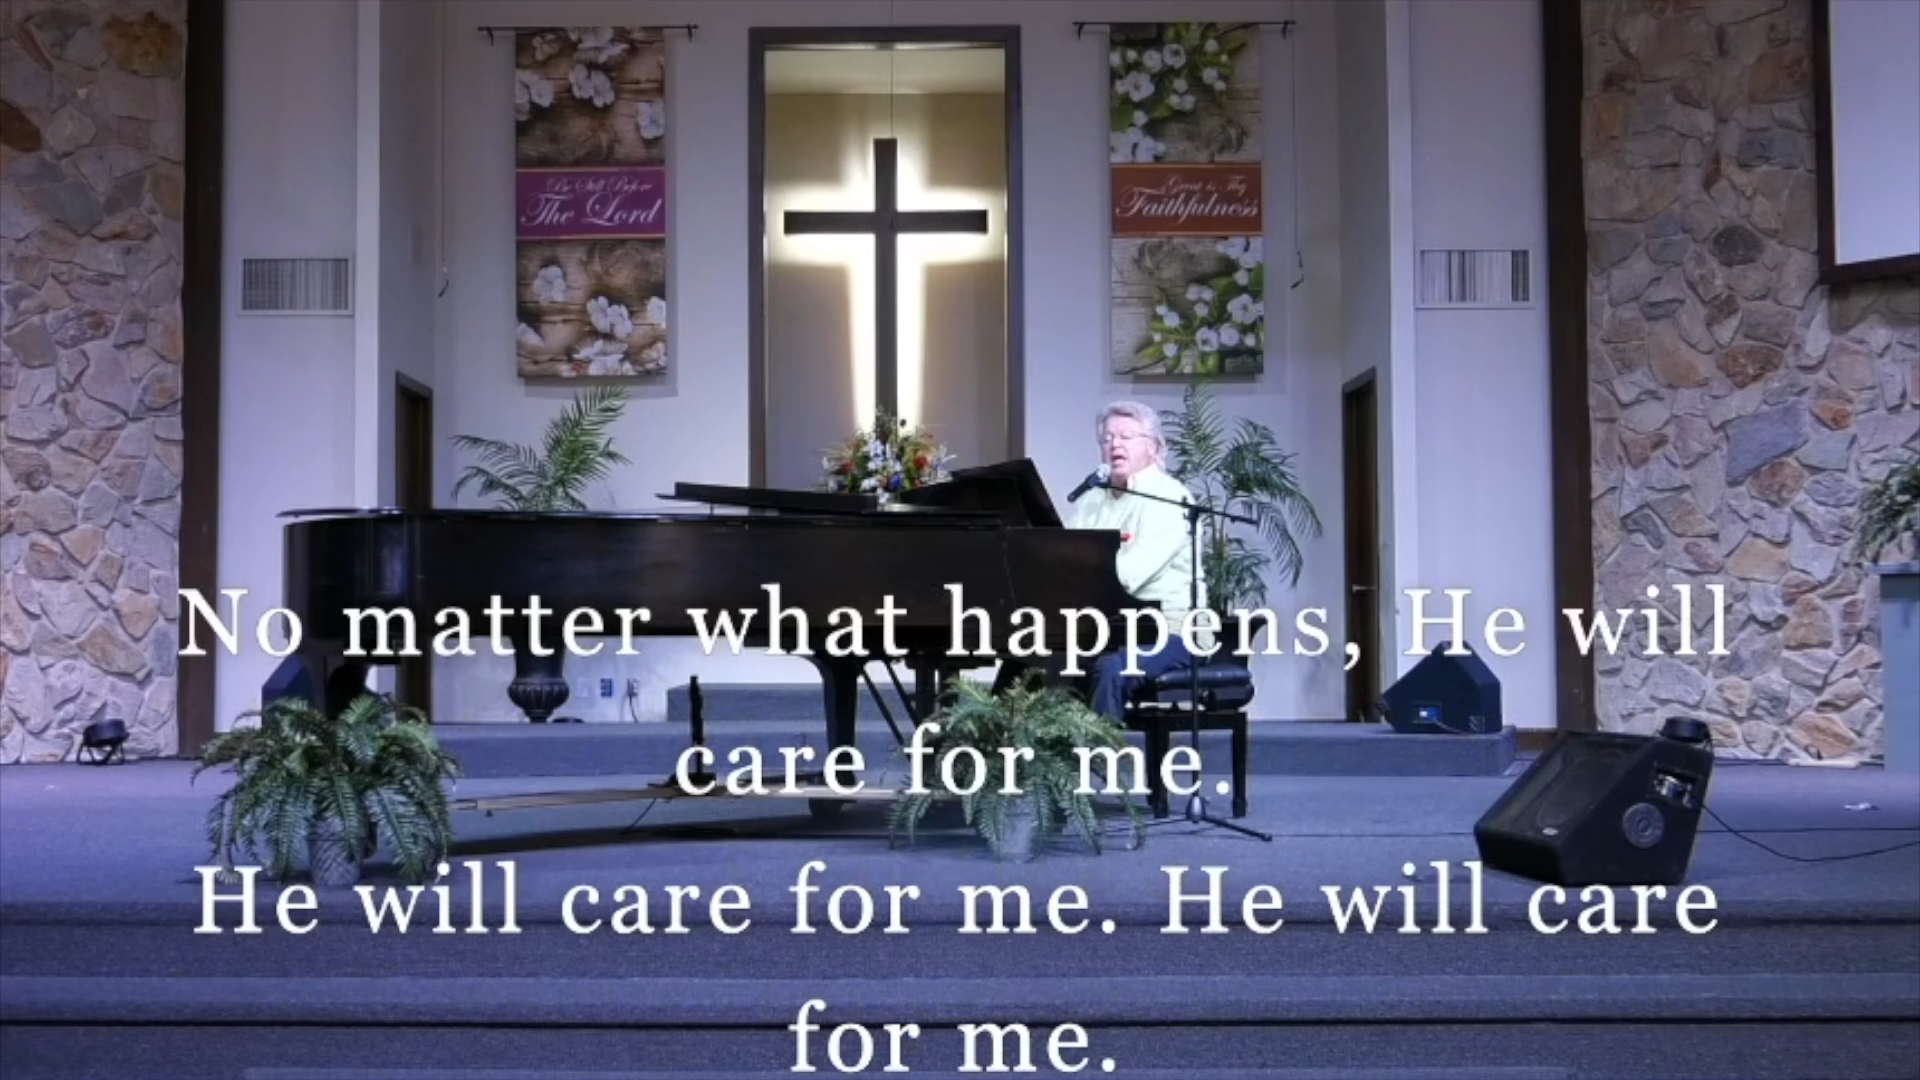 Be Still Before
The Lord
Great is Thy
Faithfulness
No matter what happens, He will
care for me.
He will care for me. He will care
for me.